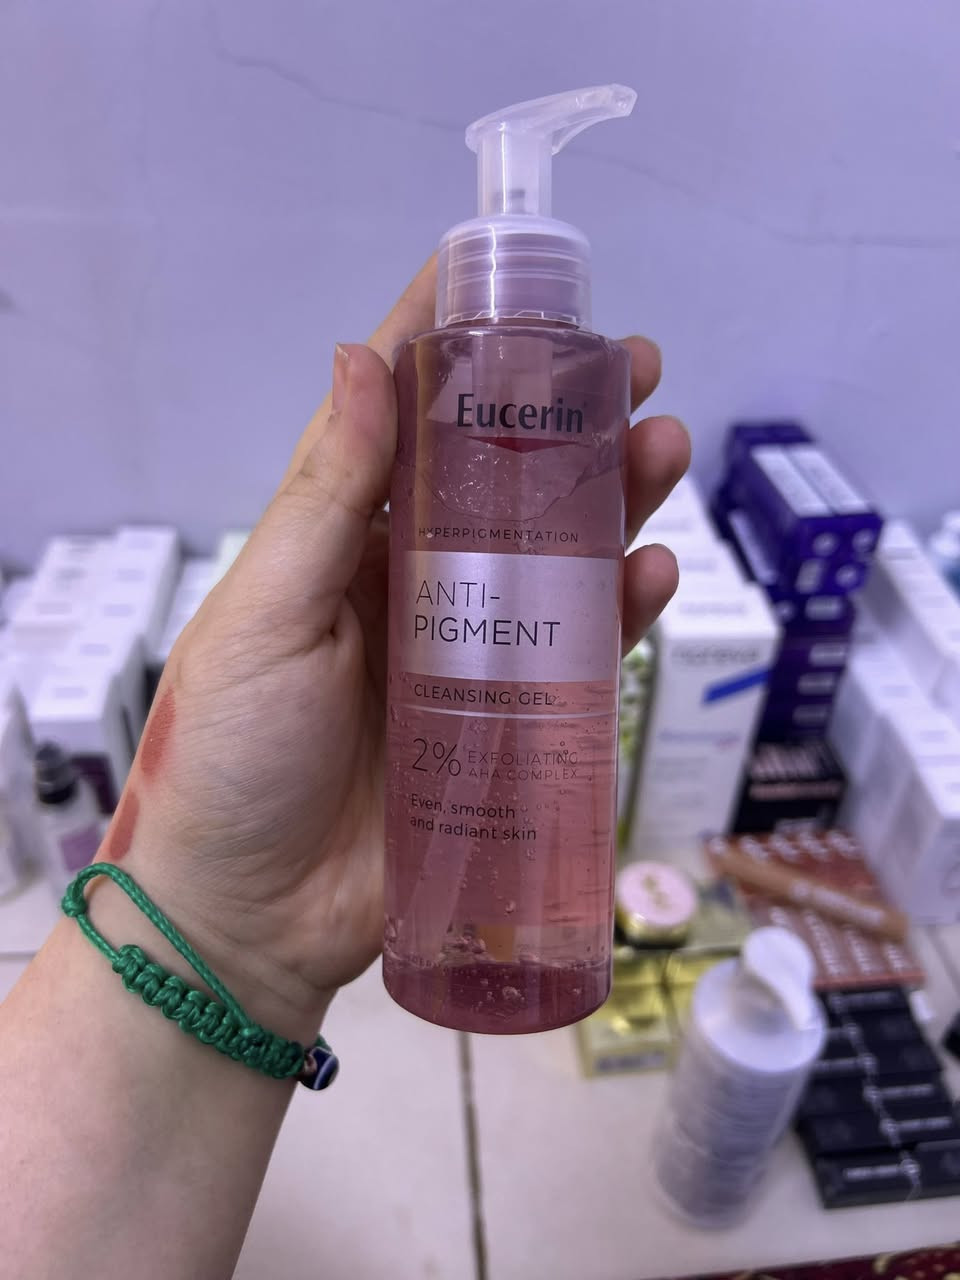 Eucerin
HYPERPIGMENTATION
ANTI-
PIGMENT
CLEANSING GEL
2% EXFOLIATING
AHA COMPLEX
Even, smooth
and radiant skin